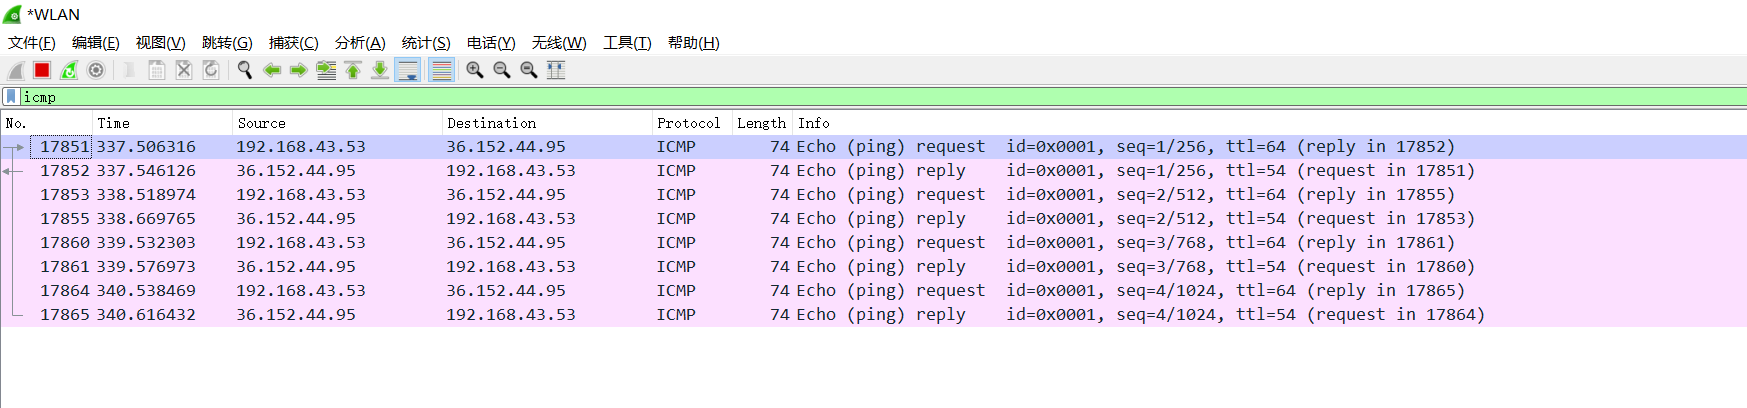 *WLAN
文件(F) 编辑(E) 视图(V) 跳转(G) 捕获(C) 分析(A) 统计(S) 电话(Y) 无线(W) 工具(T) 帮助(H)
icmp
No. Time Source Destination Protocol Length Info
17851 337.506316 192.168.43.53 36.152.44.95 ICMP 74 Echo (ping) request id=0x0001, seq=1/256, ttl=64 (reply in 17852)
17852 337.546126 36.152.44.95 192.168.43.53 ICMP 74 Echo (ping) reply id=0x0001, seq=1/256, ttl=54 (request in 17851)
17853 338.518974 192.168.43.53 36.152.44.95 ICMP 74 Echo (ping) request id=0x0001, seq=2/512, ttl=64 (reply in 17855)
17855 338.669765 36.152.44.95 192.168.43.53 ICMP 74 Echo (ping) reply id=0x0001, seq=2/512, ttl=54 (request in 17853)
17860 339.532303 192.168.43.53 36.152.44.95 ICMP 74 Echo (ping) request id=0x0001, seq=3/768, ttl=64 (reply in 17861)
17861 339.576973 36.152.44.95 192.168.43.53 ICMP 74 Echo (ping) reply id=0x0001, seq=3/768, ttl=54 (request in 17860)
17864 340.538469 192.168.43.53 36.152.44.95 ICMP 74 Echo (ping) request id=0x0001, seq=4/1024, ttl=64 (reply in 17865)
17865 340.616432 36.152.44.95 192.168.43.53 ICMP 74 Echo (ping) reply id=0x0001, seq=4/1024, ttl=54 (request in 17864)